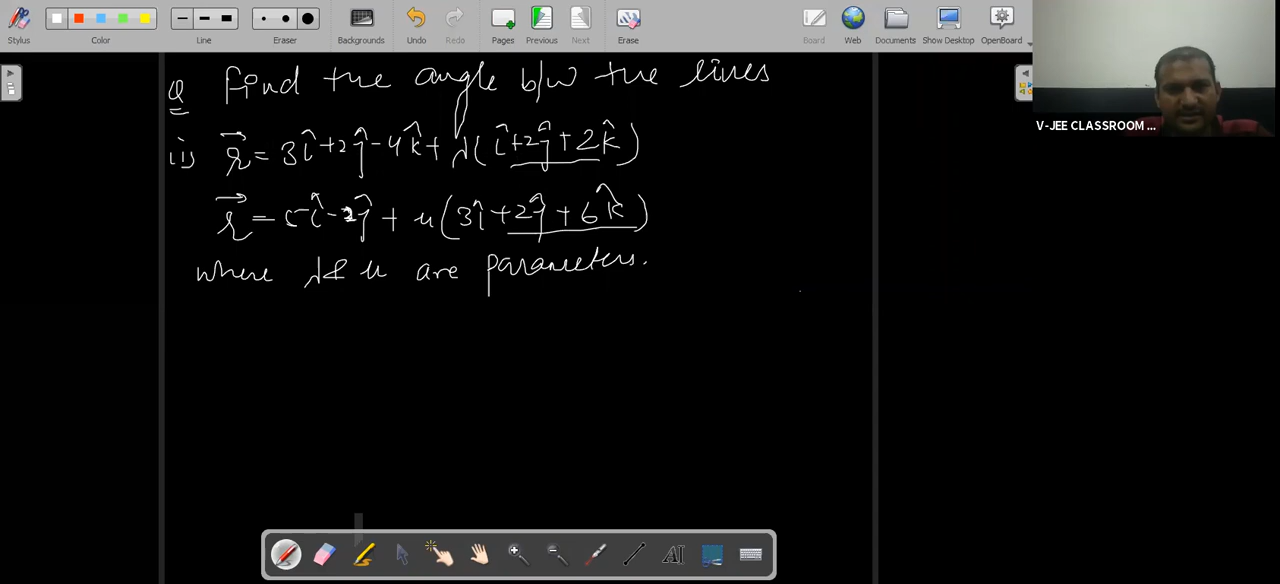 Stylus Color Line Eraser Backgrounds Undo Redo Pages Previous Next Erase Board Web Documents Show Desktop OpenBoard
V-JEE CLASSROOM ...
Q Find the angle b/w the lines
(i) r⃗ = 3î+2ĵ-4k̂+ λ(î+2ĵ+2k̂)
r⃗ = 5î-2ĵ + μ(3î+2ĵ+6k̂)
where λ & μ are parameters.
AI